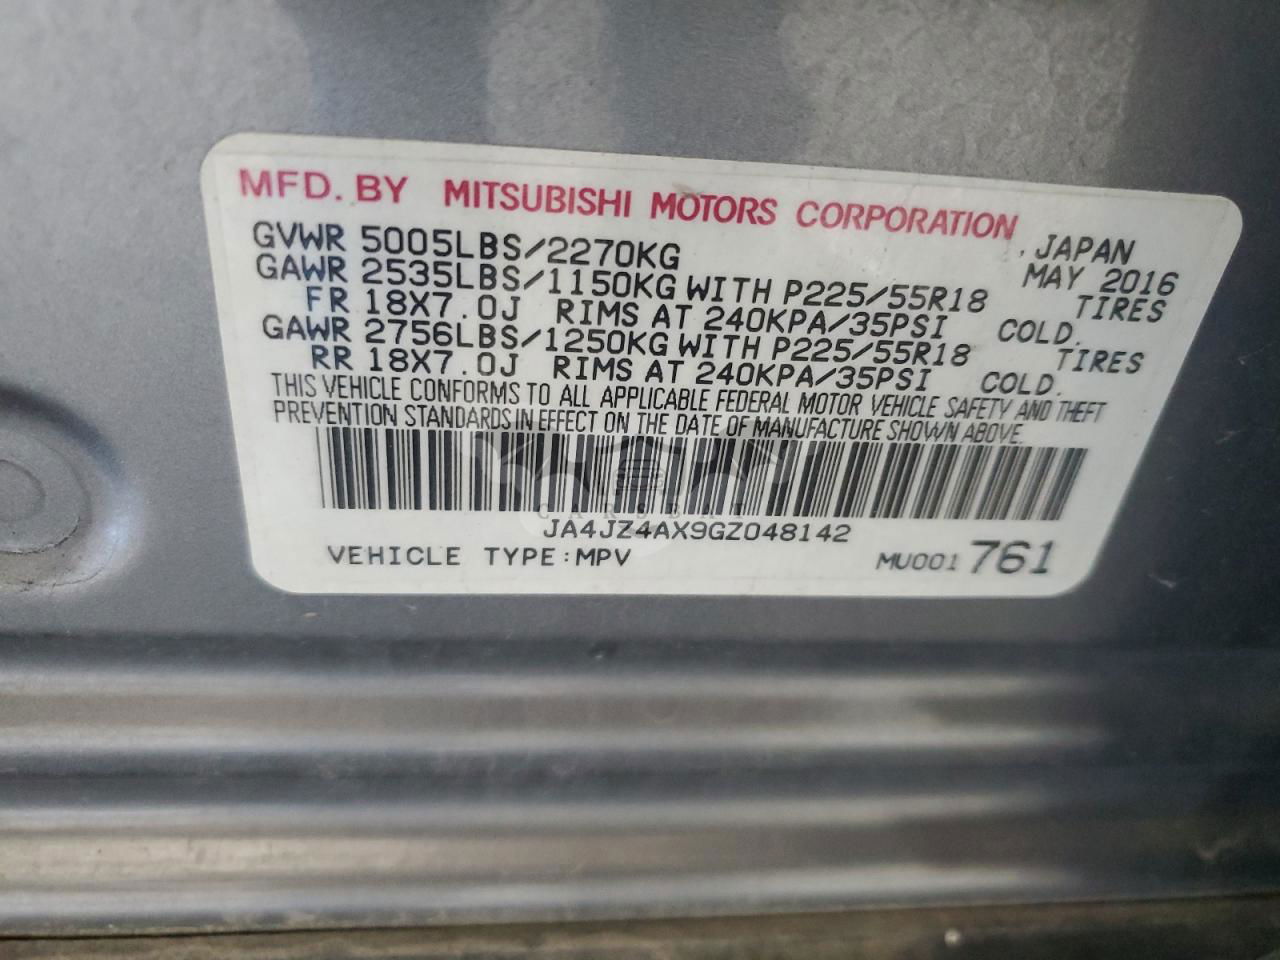 MFD. BY MITSUBISHI MOTORS CORPORATION
. JAPAN
GVWR 5005LBS/2270KG MAY 2016
GAWR 2535LBS/1150KG WITH P225/55R18 TIRES
FR 18X7.0J RIMS AT 240KPA/35PSI COLD.
GAWR 2756LBS/1250KG WITH P225/55R18 TIRES
RR 18X7.0J RIMS AT 240KPA/35PSI COLD.
THIS VEHICLE CONFORMS TO ALL APPLICABLE FEDERAL MOTOR VEHICLE SAFETY AND THEFT
PREVENTION STANDARDS IN EFFECT ON THE DATE OF MANUFACTURE SHOWN ABOVE.
JA4JZ4AX9GZ048142
VEHICLE TYPE:MPV MU001 761